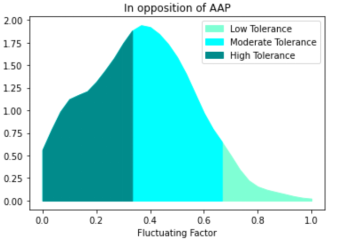 In opposition of AAP
Low Tolerance
Moderate Tolerance
High Tolerance
2.00
1.75
1.50
1.25
1.00
0.75
0.50
0.25
0.00
0.0 0.2 0.4 0.6 0.8 1.0
Fluctuating Factor